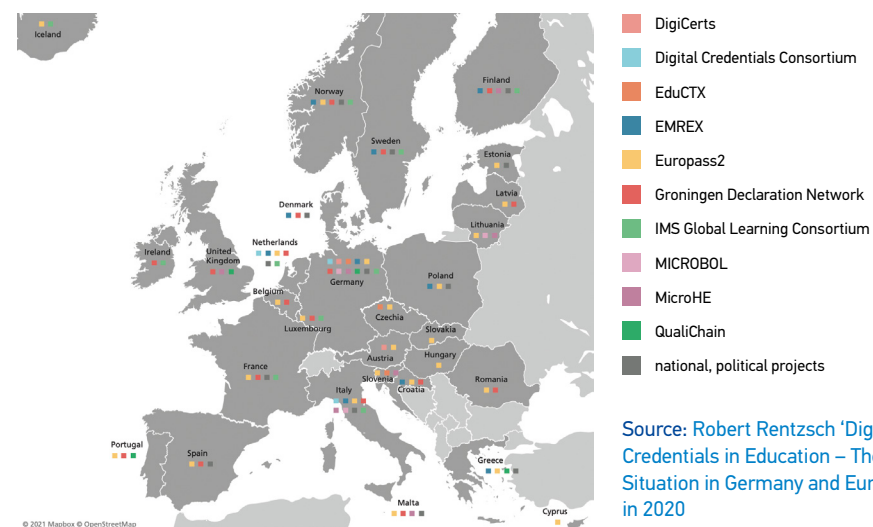 Iceland
Norway
Finland
Sweden
Estonia
Latvia
Lithuania
Denmark
Netherlands
Ireland
United
Kingdom
Germany
Poland
Belgium
Luxembourg
Czechia
Slovakia
Austria
Hungary
France
Slovenia
Croatia
Romania
Italy
Portugal
Spain
Greece
Malta
Cyprus
© 2021 Mapbox © OpenStreetMap
DigiCerts
Digital Credentials Consortium
EduCTX
EMREX
Europass2
Groningen Declaration Network
IMS Global Learning Consortium
MICROBOL
MicroHE
QualiChain
national, political projects
Source: Robert Rentzsch ‘Dig
Credentials in Education – The
Situation in Germany and Eur
in 2020